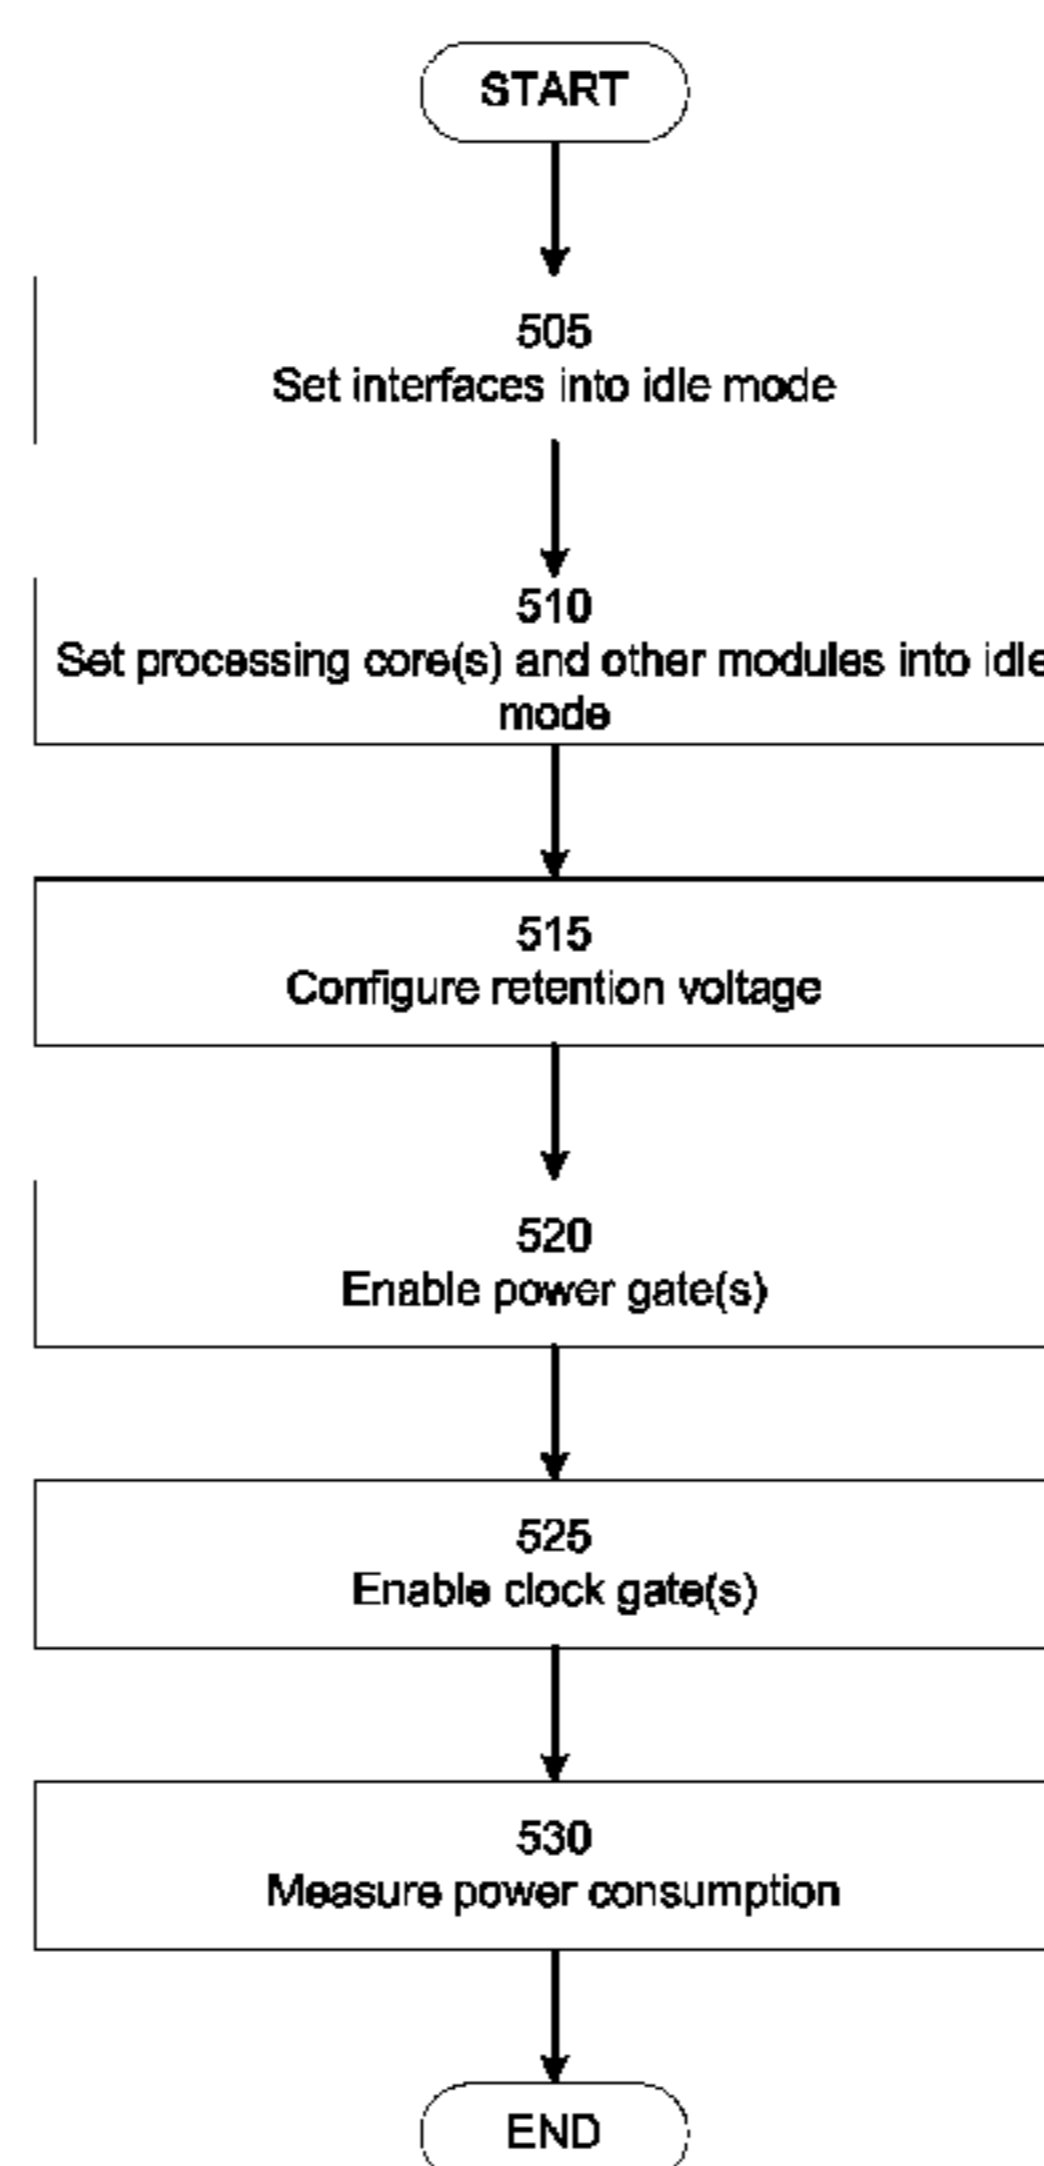 START
505
Set interfaces into idle mode
510
Set processing core(s) and other modules into idle
mode
515
Configure retention voltage
520
Enable power gate(s)
525
Enable clock gate(s)
530
Measure power consumption
END